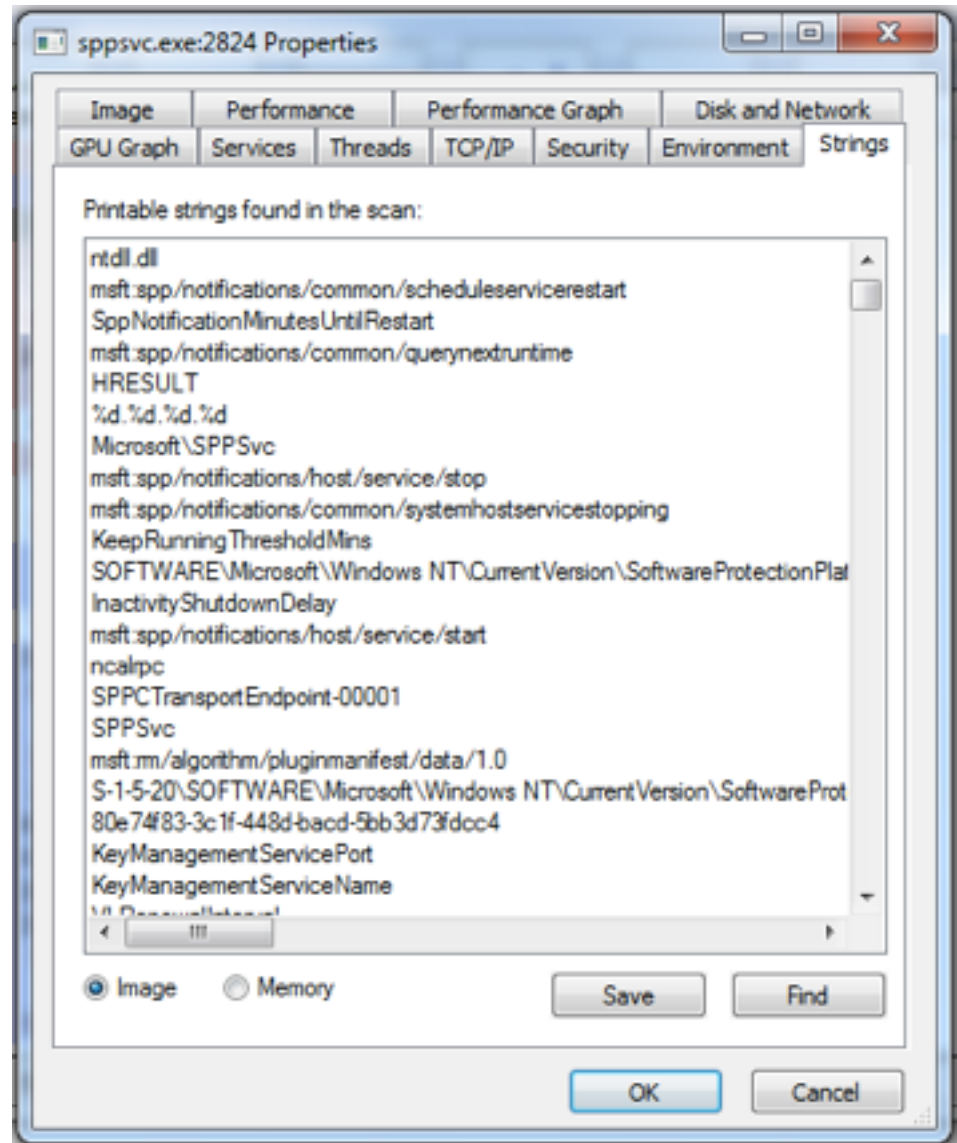 sppsvc.exe:2824 Properties
Image Performance Performance Graph Disk and Network
GPU Graph Services Threads TCP/IP Security Environment Strings
Printable strings found in the scan:
ntdll.dll
msft:spp/notifications/common/scheduleservicerestart
SppNotificationMinutesUntilRestart
msft:spp/notifications/common/querynextruntime
HRESULT
%d.%d.%d.%d
Microsoft\SPPSvc
msft:spp/notifications/host/service/stop
msft:spp/notifications/common/systemhostservicestopping
KeepRunningThresholdMins
SOFTWARE\Microsoft\Windows NT\CurrentVersion\SoftwareProtectionPlat
InactivityShutdownDelay
msft:spp/notifications/host/service/start
ncalrpc
SPPCTransportEndpoint-00001
SPPSvc
msft:rm/algorithm/pluginmanifest/data/1.0
S-1-5-20\SOFTWARE\Microsoft\Windows NT\CurrentVersion\SoftwareProt
80e74f83-3c1f-448d-bacd-5bb3d73fdcc4
KeyManagementServicePort
KeyManagementServiceName
Image Memory Save Find
OK Cancel